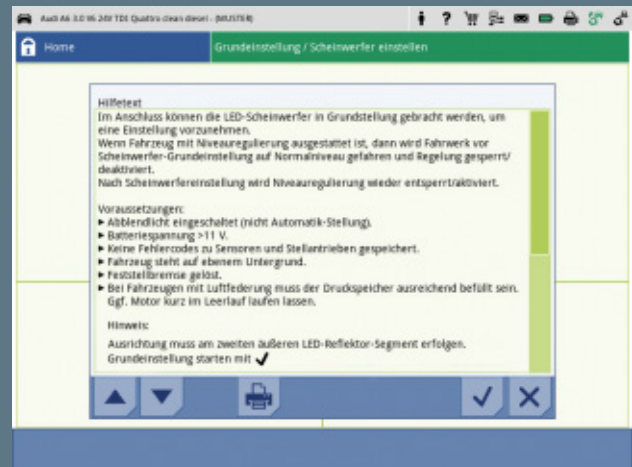 Audi A6 3.0 V6 24V TDI Quattro clean diesel - (MUSTER)
Home
Grundeinstellung / Scheinwerfer einstellen
Hilfetext
Im Anschluss können die LED-Scheinwerfer in Grundstellung gebracht werden, um
eine Einstellung vorzunehmen.
Wenn Fahrzeug mit Niveauregulierung ausgestattet ist, dann wird Fahrwerk vor
Scheinwerfer-Grundeinstellung auf Normalniveau gefahren und Regelung gesperrt/
deaktiviert.
Nach Scheinwerfereinstellung wird Niveauregulierung wieder entsperrt/aktiviert.
Voraussetzungen:
► Abblendlicht eingeschaltet (nicht Automatik-Stellung).
► Batteriespannung >11 V.
► Keine Fehlercodes zu Sensoren und Stellantrieben gespeichert.
► Fahrzeug steht auf ebenem Untergrund.
► Feststellbremse gelöst.
► Bei Fahrzeugen mit Luftfederung muss der Druckspeicher ausreichend befüllt sein.
Ggf. Motor kurz im Leerlauf laufen lassen.
Hinweis:
Ausrichtung muss am zweiten äußeren LED-Reflektor-Segment erfolgen.
Grundeinstellung starten mit ✔